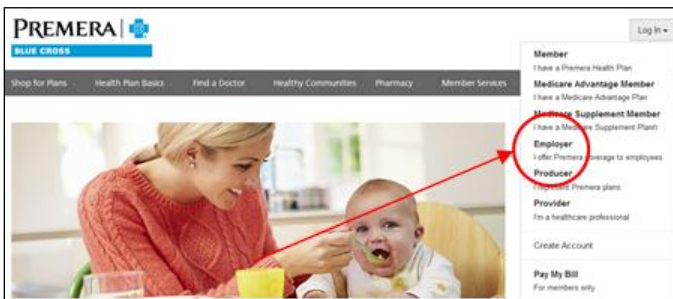 PREMERA
BLUE CROSS
Log In
Shop for Plans
Health Plan Basics
Find a Doctor
Healthy Communities
Pharmacy
Member Services
Member
I have a Premera Health Plan
Medicare Advantage Member
I have a Medicare Advantage Plan
Medicare Supplement Member
I have a Medicare Supplement Plan
Employer
I offer Premera coverage to employees
Producer
I represent Premera plans
Provider
I'm a healthcare professional
Create Account
Pay My Bill
For members only